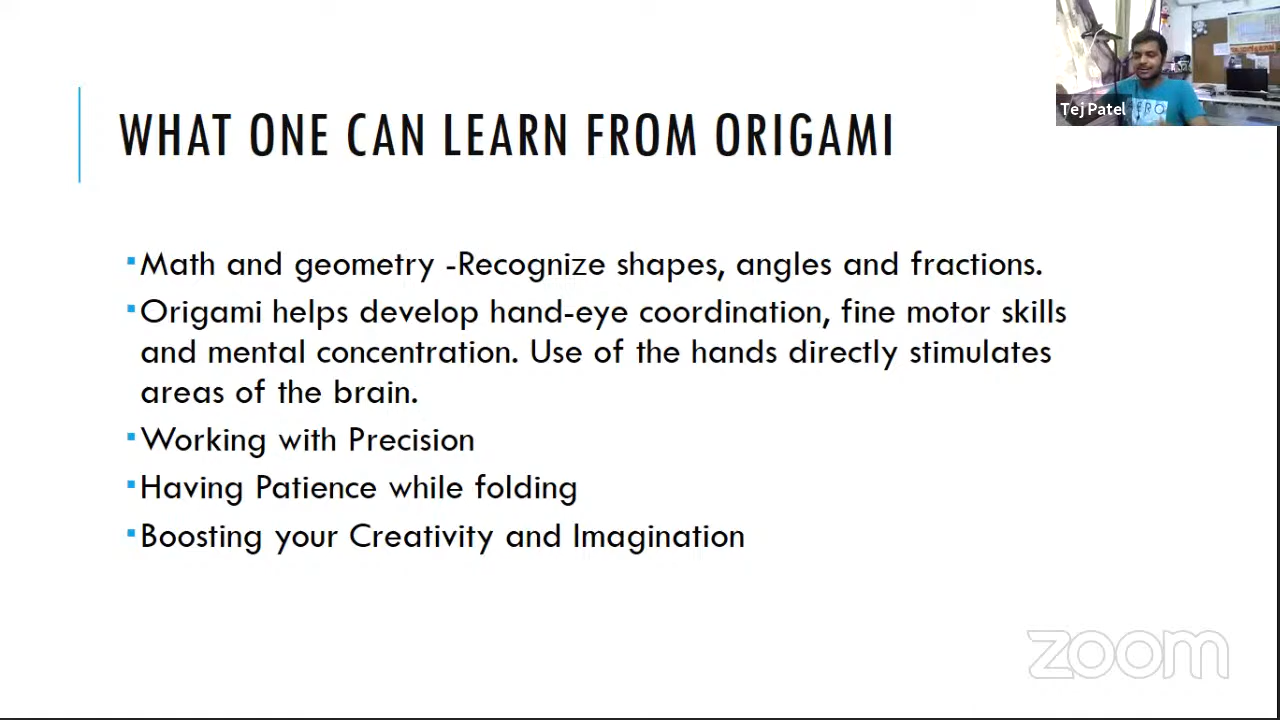 Tej Patel
WHAT ONE CAN LEARN FROM ORIGAMI
▪Math and geometry -Recognize shapes, angles and fractions.
▪Origami helps develop hand-eye coordination, fine motor skills
and mental concentration. Use of the hands directly stimulates
areas of the brain.
▪Working with Precision
▪Having Patience while folding
▪Boosting your Creativity and Imagination
zoom